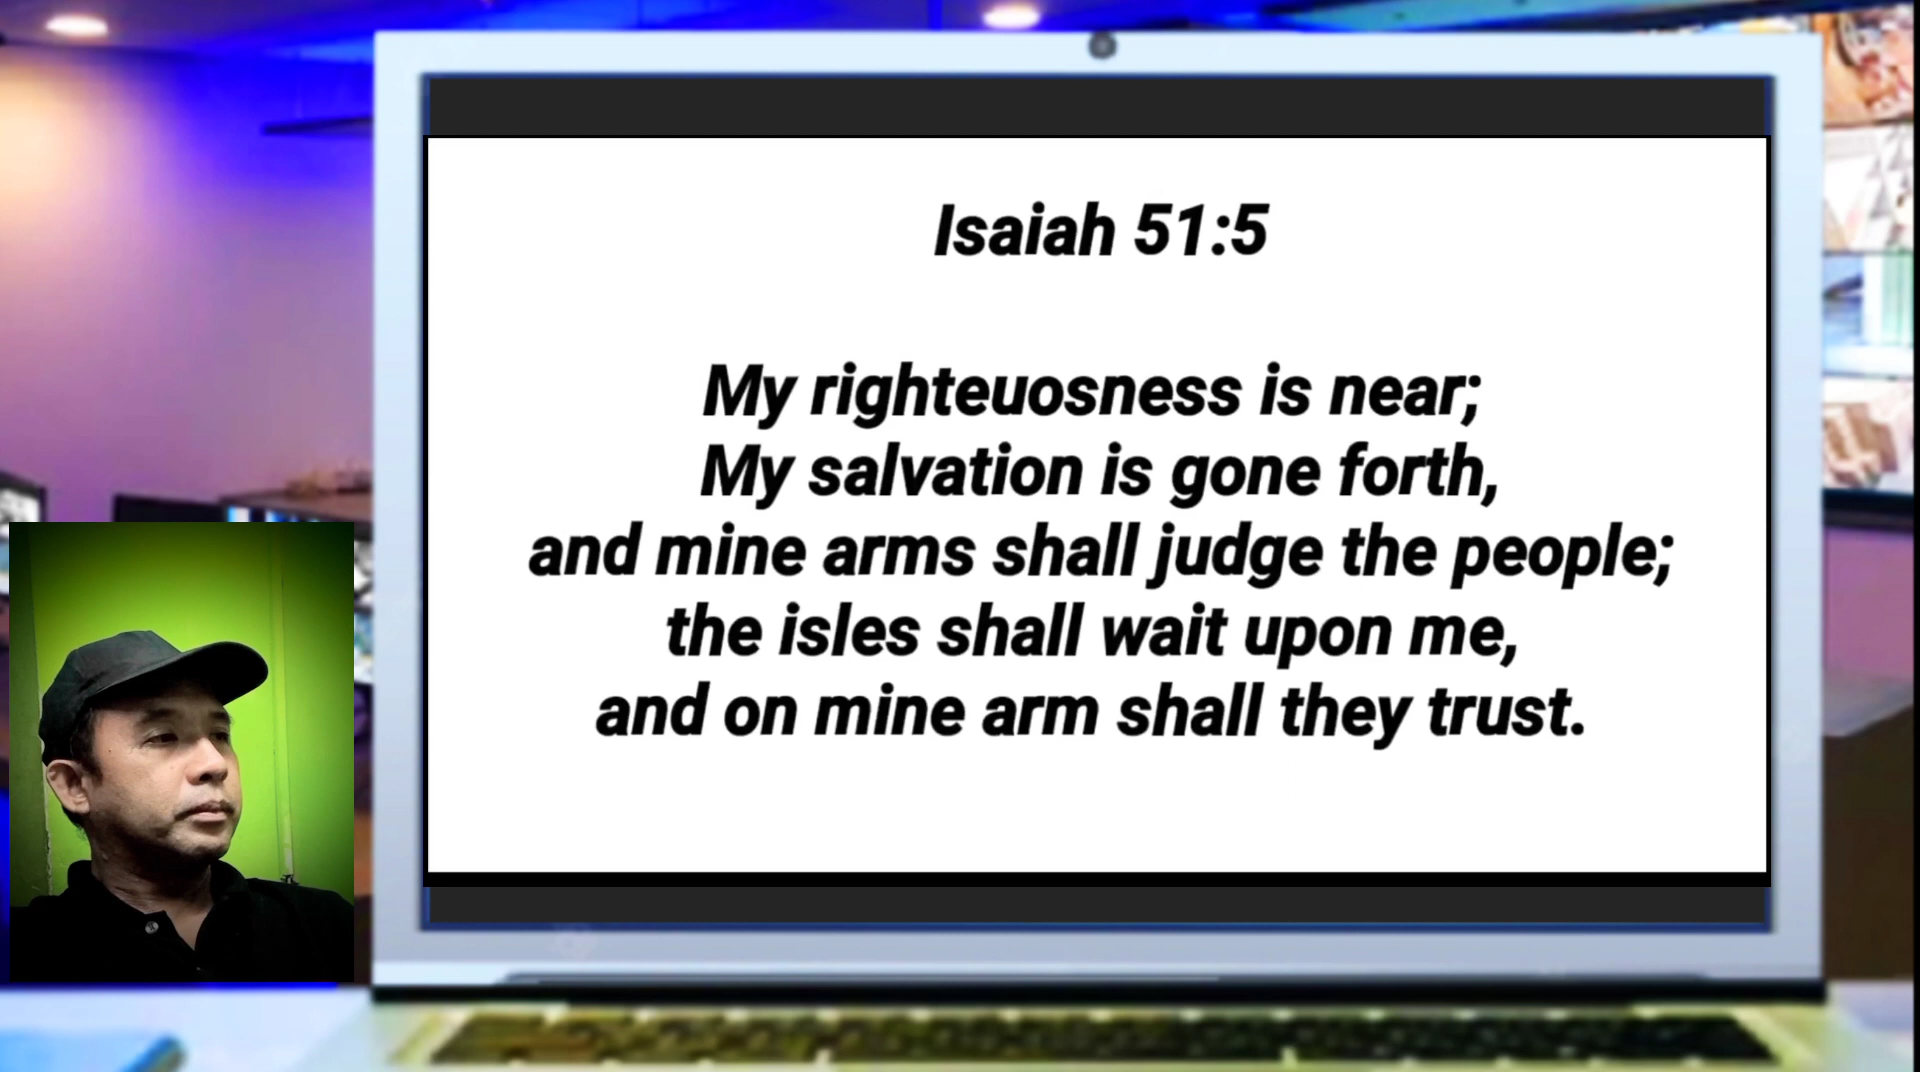 Isaiah 51:5
My righteuosness is near;
My salvation is gone forth,
and mine arms shall judge the people;
the isles shall wait upon me,
and on mine arm shall they trust.